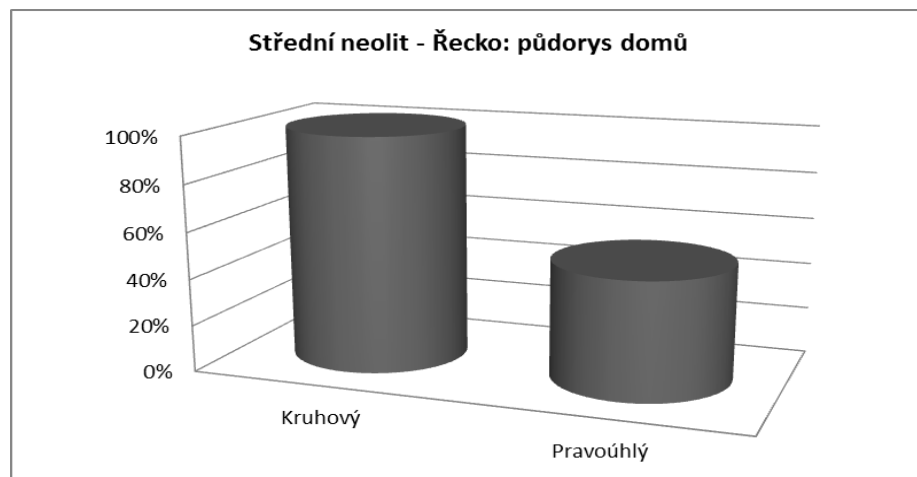 Střední neolit - Řecko: půdorys domů
100%
80%
60%
40%
20%
0%
Kruhový
Pravoúhlý